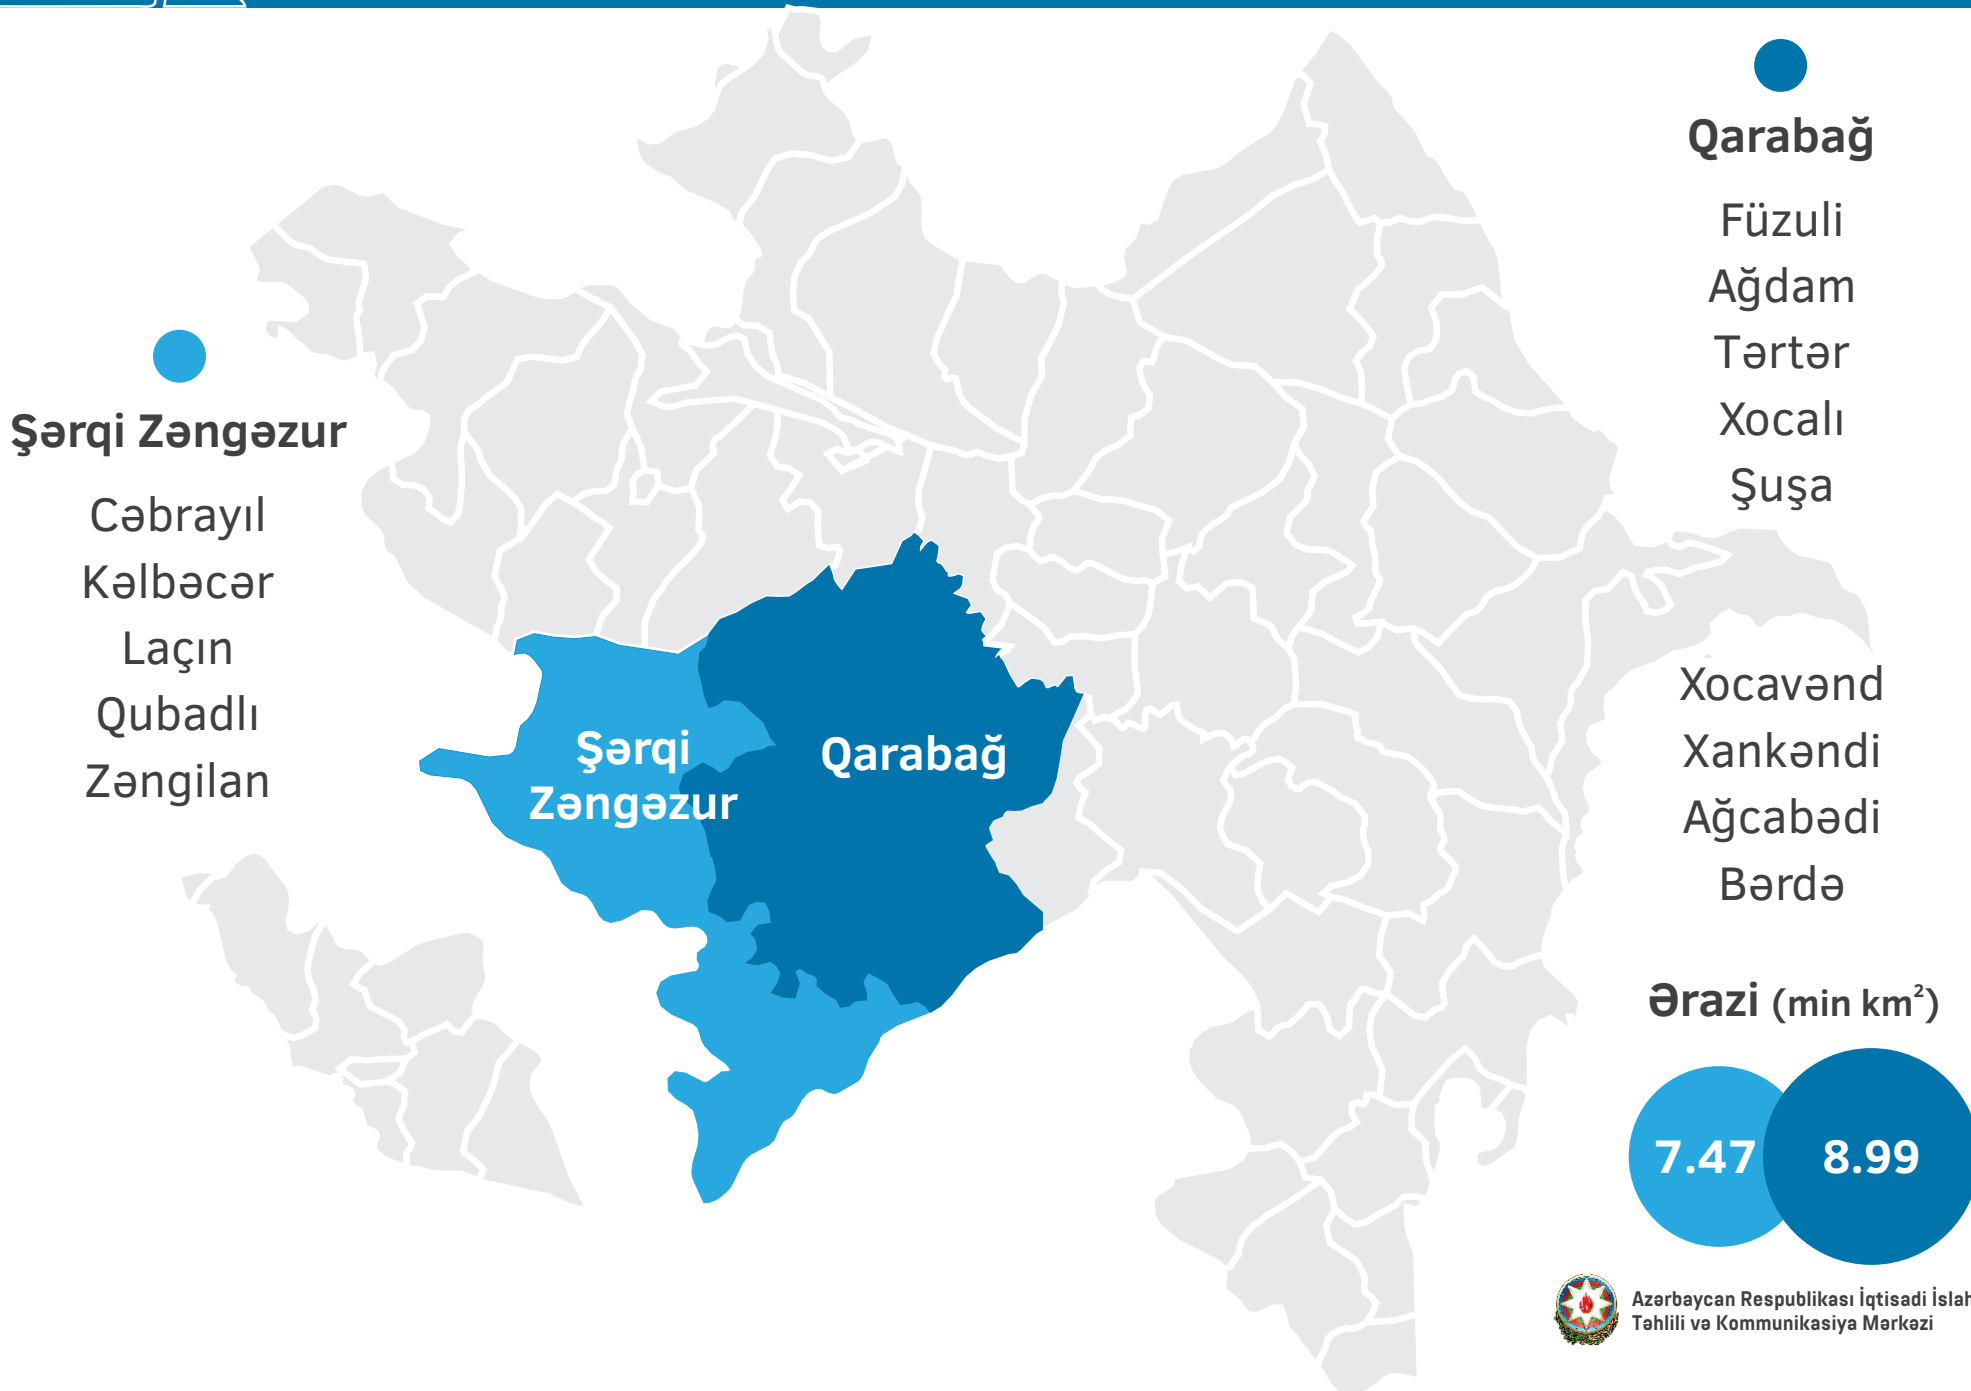 Şərqi Zəngəzur
Cəbrayıl
Kəlbəcər
Laçın
Qubadlı
Zəngilan
Şərqi
Zəngəzur
Qarabağ
Qarabağ
Füzuli
Ağdam
Tərtər
Xocalı
Şuşa
Xocavənd
Xankəndi
Ağcabədi
Bərdə
Ərazi (min km²)
7.47
8.99
Azərbaycan Respublikası İqtisadi İslah
Təhlili və Kommunikasiya Mərkəzi